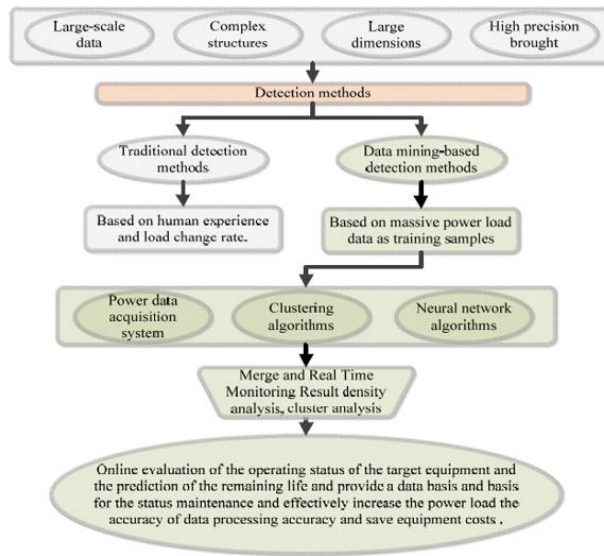 Large-scale
data
Complex
structures
Large
dimensions
High precision
brought
Detection methods
Traditional detection
methods
Data mining-based
detection methods
Based on human experience
and load change rate.
Based on massive power load
data as training samples
Power data
acquisition
system
Clustering
algorithms
Neural network
algorithms
Merge and Real Time
Monitoring Result density
analysis, cluster analysis
Online evaluation of the operating status of the target equipment and
the prediction of the remaining life and provide a data basis and basis
for the status maintenance and effectively increase the power load the
accuracy of data processing accuracy and save equipment costs .